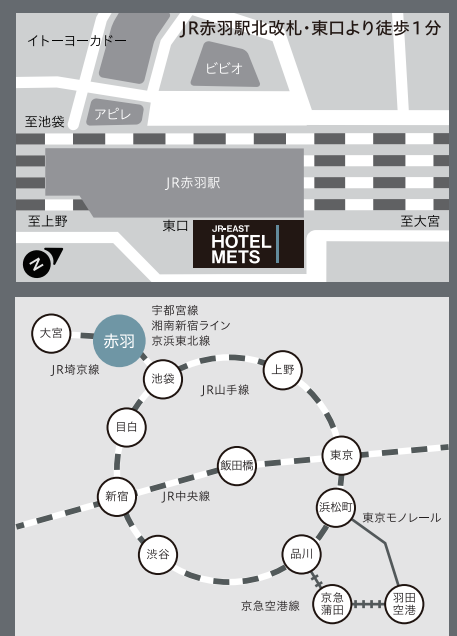 JR赤羽駅北改札・東口より徒歩1分
イトーヨーカドー
ビビオ
アピレ
至池袋
JR赤羽駅
至上野
東口
至大宮
JR-EAST
HOTEL
METS
N
宇都宮線
湘南新宿ライン
京浜東北線
大宮
赤羽
JR埼京線
池袋
JR山手線
上野
目白
東京
飯田橋
新宿
JR中央線
浜松町
東京モノレール
渋谷
品川
京急空港線
京急
蒲田
羽田
空港